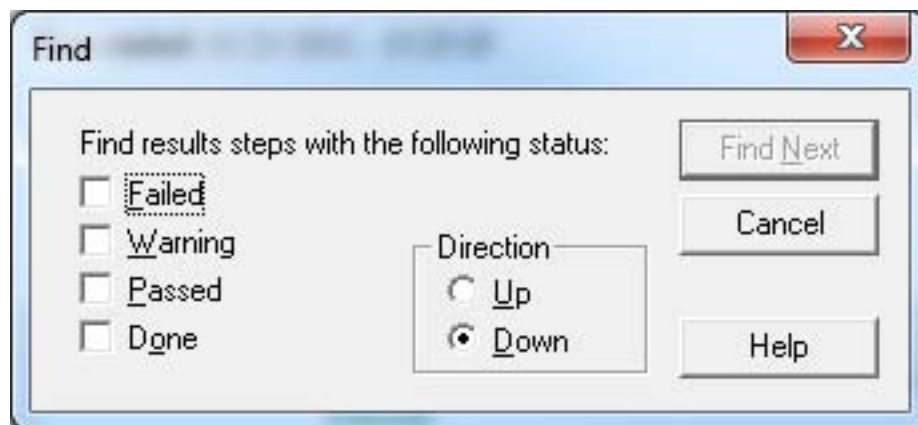 Find
Find results steps with the following status:
Failed
Warning
Passed
Done
Direction
Up
Down
Find Next
Cancel
Help